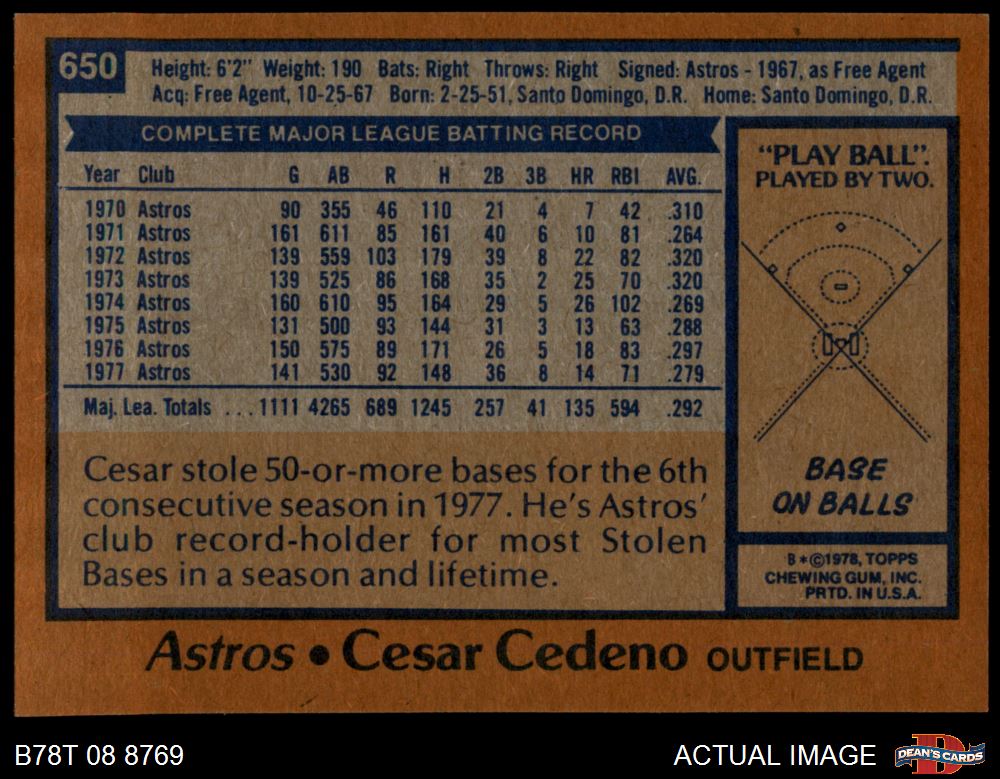 650
Height: 6'2" Weight: 190 Bats: Right Throws: Right Signed: Astros - 1967, as Free Agent
Acq: Free Agent, 10-25-67 Born: 2-25-51, Santo Domingo, D.R. Home: Santo Domingo, D.R.
COMPLETE MAJOR LEAGUE BATTING RECORD
Year Club G AB R H 2B 3B HR RBI AVG.
1970 Astros 90 355 46 110 21 4 7 42 .310
1971 Astros 161 611 85 161 40 6 10 81 .264
1972 Astros 139 559 103 179 39 8 22 82 .320
1973 Astros 139 525 86 168 35 2 25 70 .320
1974 Astros 160 610 95 164 29 5 26 102 .269
1975 Astros 131 500 93 144 31 3 13 63 .288
1976 Astros 150 575 89 171 26 5 18 83 .297
1977 Astros 141 530 92 148 36 8 14 71 .279
Maj. Lea. Totals ...1111 4265 689 1245 257 41 135 594 .292
Cesar stole 50-or-more bases for the 6th
consecutive season in 1977. He's Astros'
club record-holder for most Stolen
Bases in a season and lifetime.
"PLAY BALL".
PLAYED BY TWO.
BASE
ON BALLS
B*©1978, TOPPS
CHEWING GUM, INC.
PRTD. IN U.S.A.
Astros • Cesar Cedeno OUTFIELD
B78T 08 8769
ACTUAL IMAGE
DEAN'S CARDS